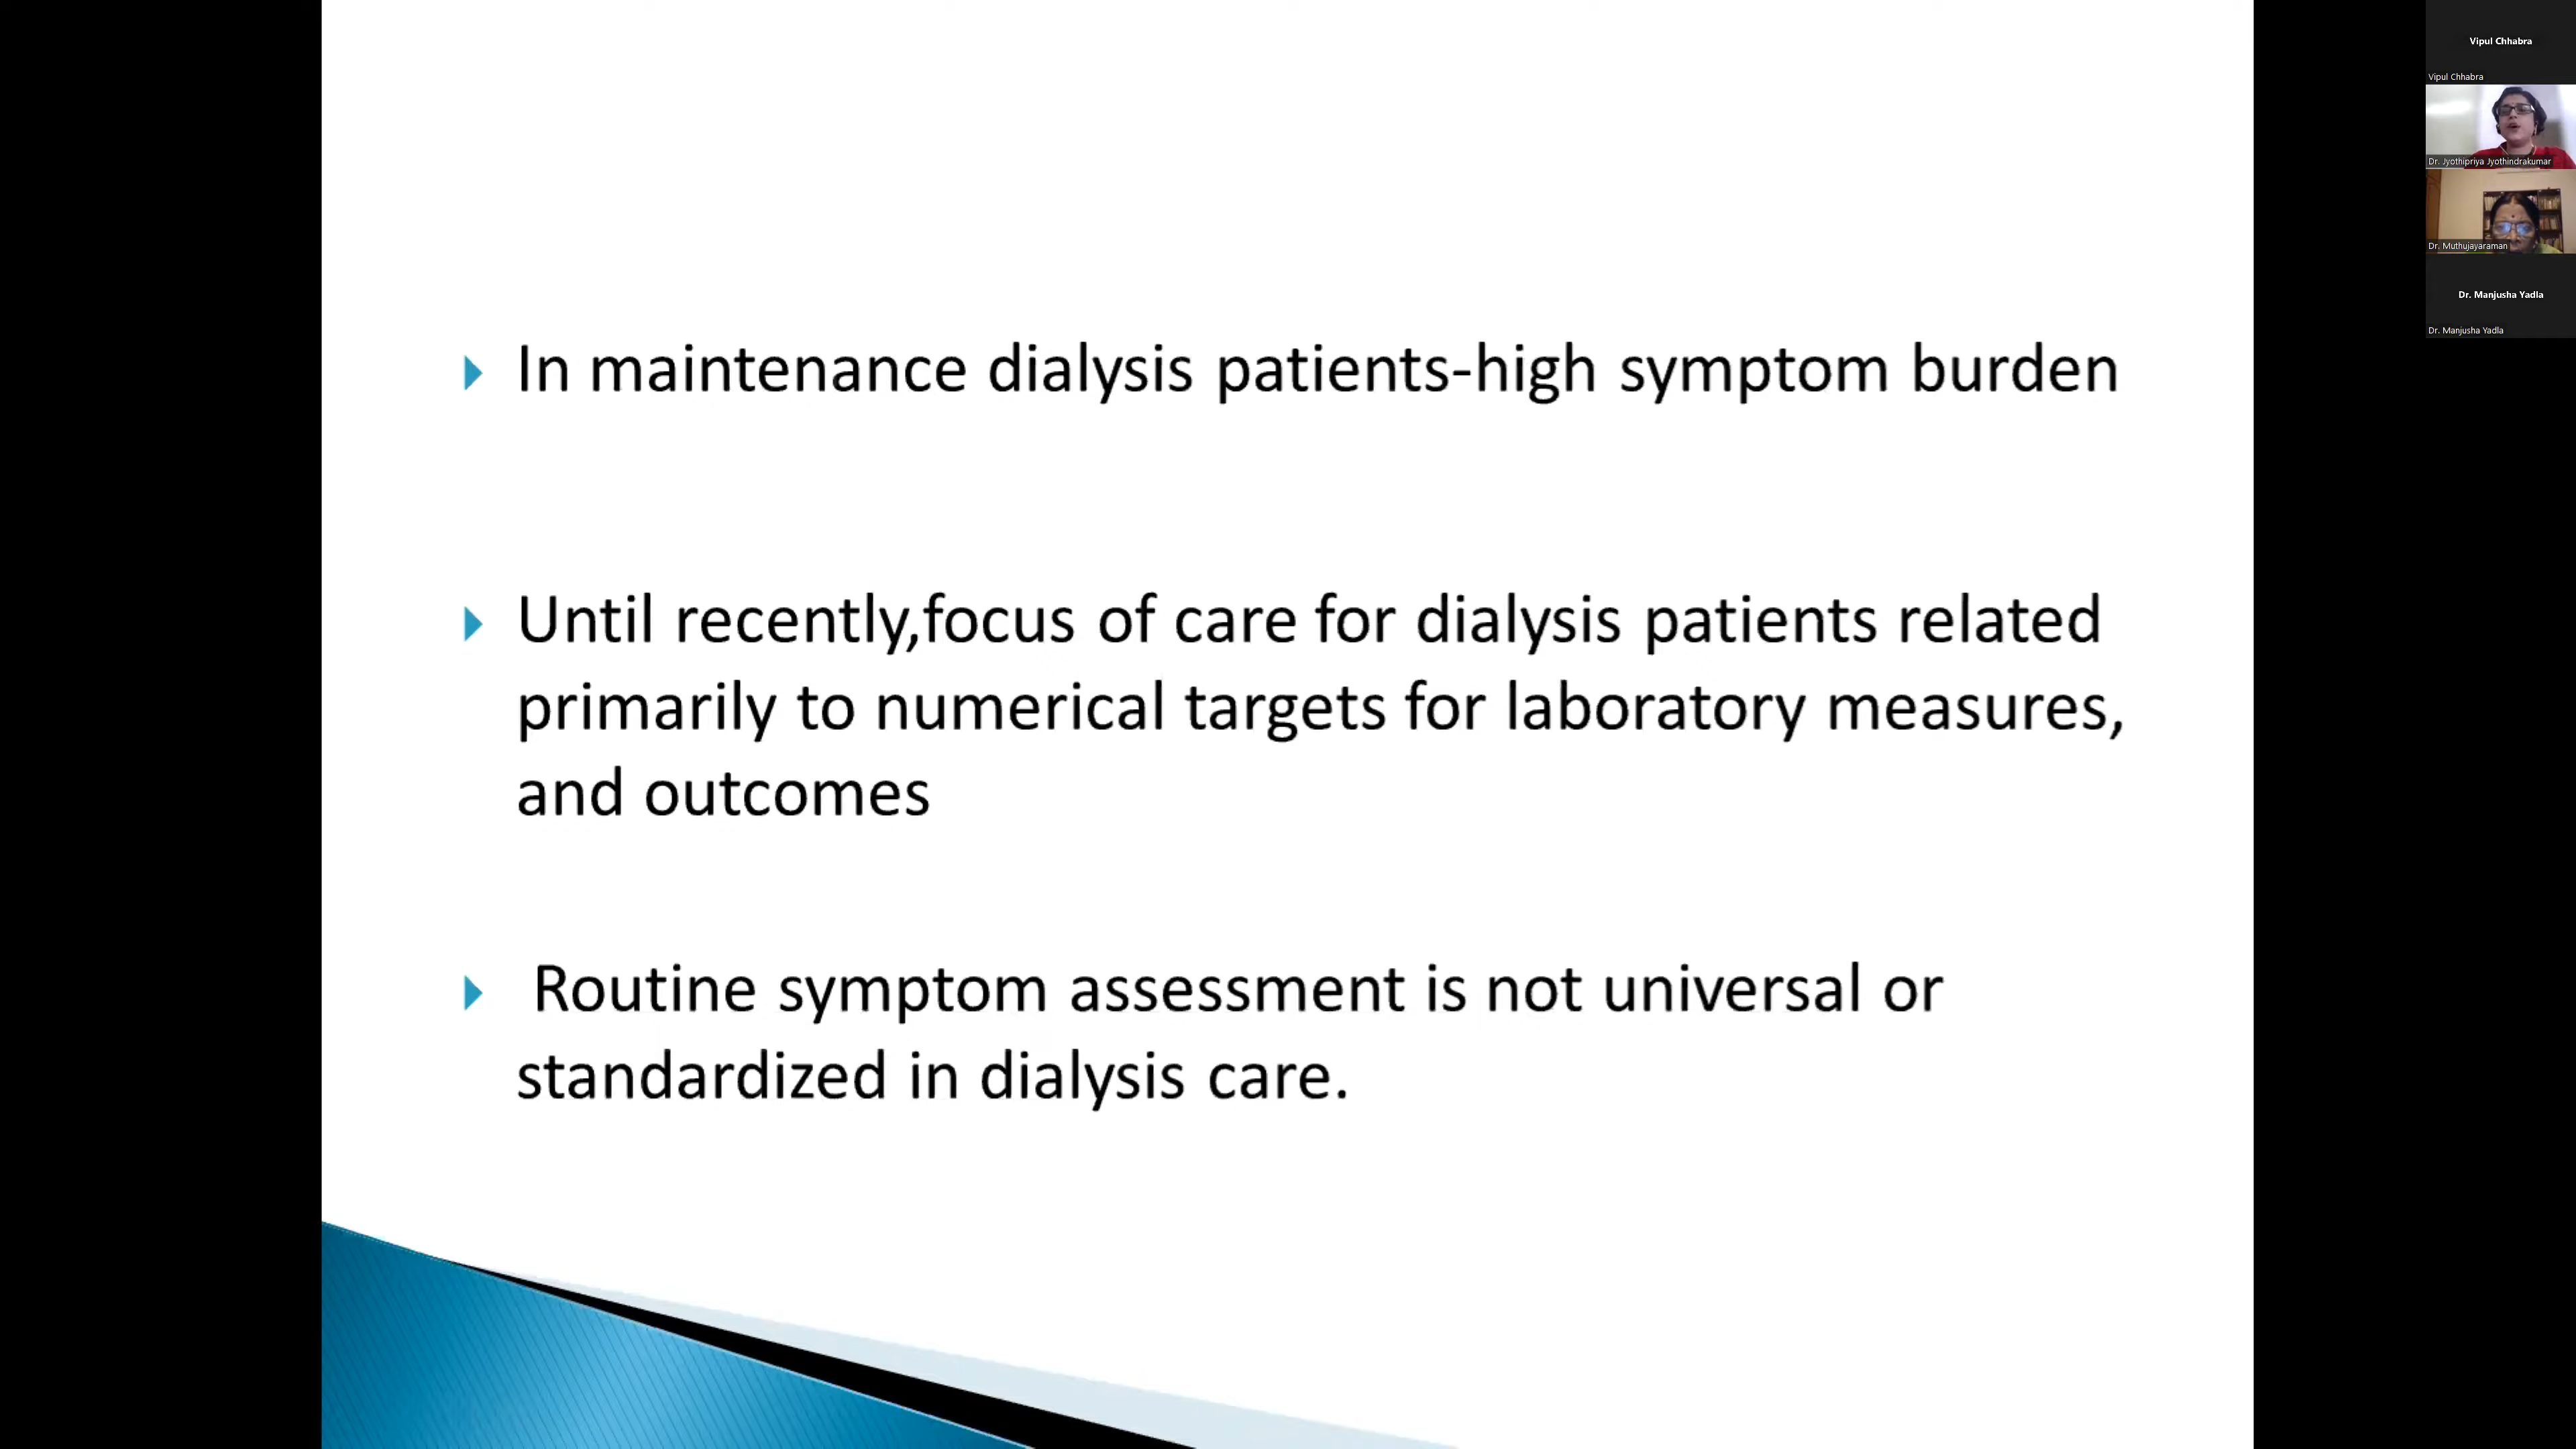 In maintenance dialysis patients-high symptom burden
Until recently,focus of care for dialysis patients related
primarily to numerical targets for laboratory measures,
and outcomes
Routine symptom assessment is not universal or
standardized in dialysis care.
Vipul Chhabra
Vipul Chhabra
Dr. Jyothipriya Jyothindrakumar
Dr. Muthujayaraman
Dr. Manjusha Yadla
Dr. Manjusha Yadla